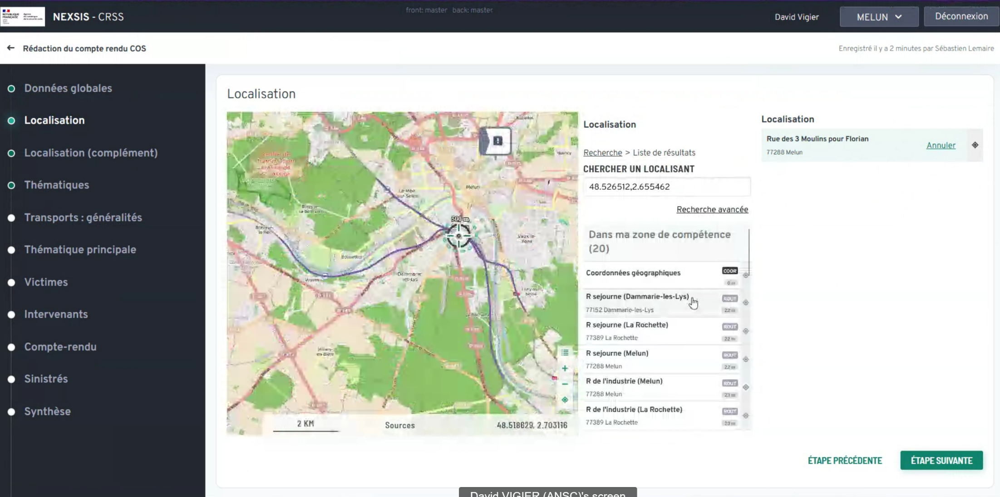 RÉPUBLIQUE
FRANÇAISE
NEXSIS - CRSS
front: master back: master
David Vigier
MELUN
Déconnexion
Rédaction du compte rendu COS
Enregistré il y a 2 minutes par Sébastien Lemaire
Données globales
Localisation
Localisation (complément)
Thématiques
Transports : généralités
Thématique principale
Victimes
Intervenants
Compte-rendu
Sinistrés
Synthèse
Localisation
Rubelles
Maincy
Melun
Le Mée-
sur-Seine
500 m
Vaux-le-
Pénil
Boissettes
Dammarie-
les-Lys
Livry-sur-
Seine
La Rochette
Villiers-
en-Bière
2 KM
Sources
48.518629, 2.703116
Localisation
Recherche > Liste de résultats
CHERCHER UN LOCALISANT
48.526512,2.655462
Recherche avancée
Dans ma zone de compétence
(20)
Coordonnées géographiques
COOR
0 m
R sejourne (Dammarie-les-Lys)
ROUT
77152 Dammarie-les-Lys
22 m
R sejourne (La Rochette)
ROUT
77389 La Rochette
22 m
R sejourne (Melun)
ROUT
77288 Melun
22 m
R de l'industrie (Melun)
ROUT
77288 Melun
23 m
R de l'industrie (La Rochette)
ROUT
77389 La Rochette
23 m
Localisation
Rue des 3 Moulins pour Florian
77288 Melun
Annuler
ÉTAPE PRÉCÉDENTE
ÉTAPE SUIVANTE
David VIGIER (ANSC)'s screen